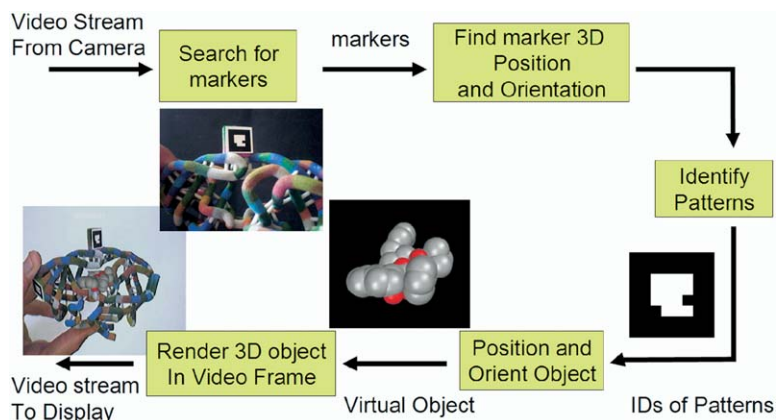 Video Stream
From Camera
Search for
markers
markers
Find marker 3D
Position
and Orientation
Identify
Patterns
IDs of Patterns
Position and
Orient Object
Virtual Object
Render 3D object
In Video Frame
Video stream
To Display